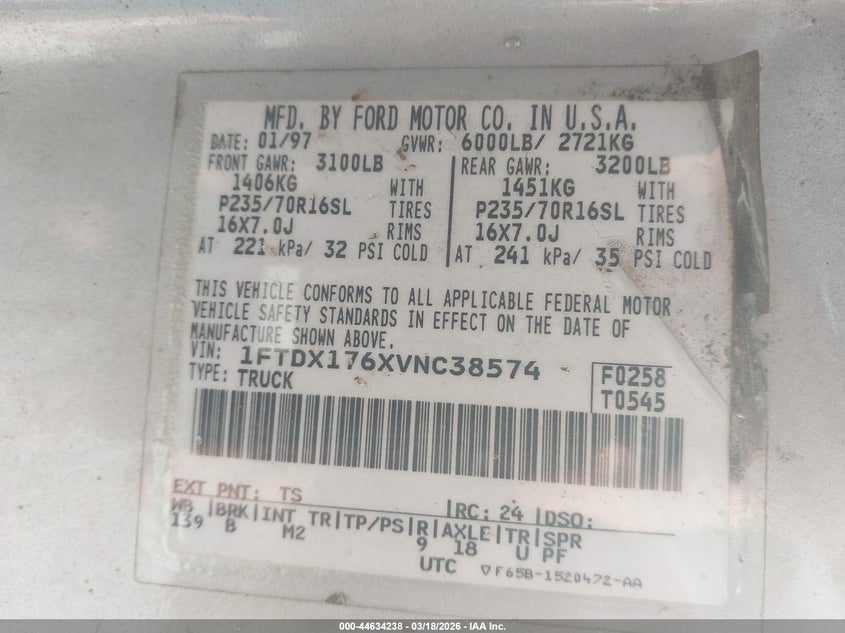 MFD. BY FORD MOTOR CO. IN U.S.A.
DATE: 01/97 GVWR: 6000LB/ 2721KG
FRONT GAWR: 3100LB REAR GAWR: 3200LB
1406KG WITH 1451KG WITH
P235/70R16SL TIRES P235/70R16SL TIRES
16X7.0J RIMS 16X7.0J RIMS
AT 221 kPa/ 32 PSI COLD AT 241 kPa/ 35 PSI COLD
THIS VEHICLE CONFORMS TO ALL APPLICABLE FEDERAL MOTOR
VEHICLE SAFETY STANDARDS IN EFFECT ON THE DATE OF
MANUFACTURE SHOWN ABOVE.
VIN: 1FTDX176XVNC38574 F0258
TYPE: TRUCK T0545
EXT PNT: TS RC: 24 DSO:
WB BRK INT TR TP/PS R AXLE TR SPR
139 B M2 9 18 U PF
UTC F65B-1520472-AA
000-44634238 - 03/18/2026 - IAA Inc.